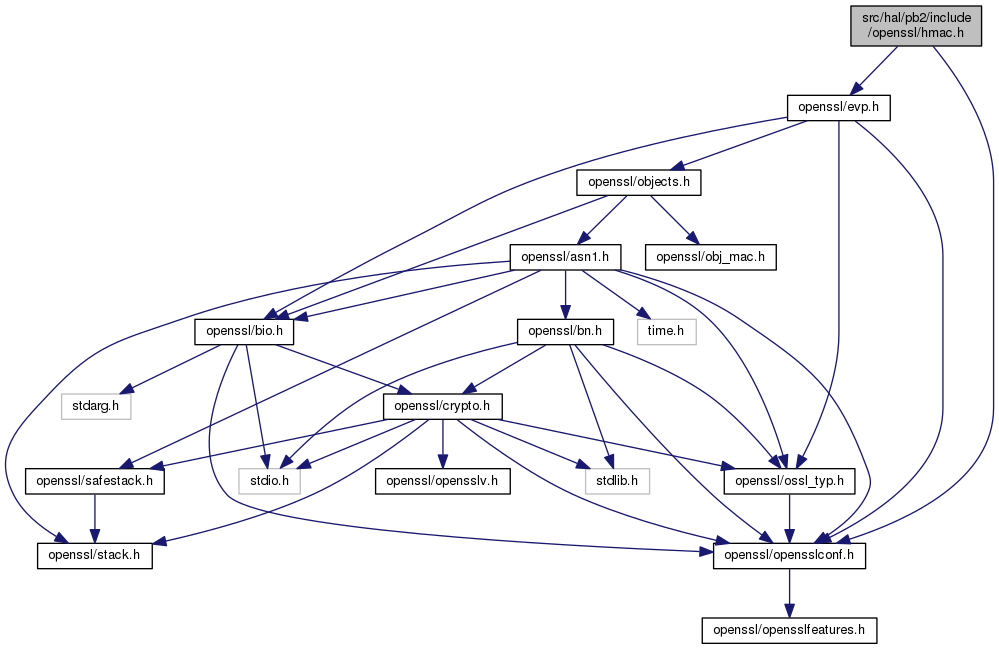 src/hal/pb2/include
/openssl/hmac.h
openssl/evp.h
openssl/objects.h
openssl/asn1.h
openssl/obj_mac.h
openssl/bio.h
openssl/bn.h
time.h
stdarg.h
openssl/crypto.h
openssl/safestack.h
stdio.h
openssl/opensslv.h
stdlib.h
openssl/ossl_typ.h
openssl/stack.h
openssl/opensslconf.h
openssl/opensslfeatures.h